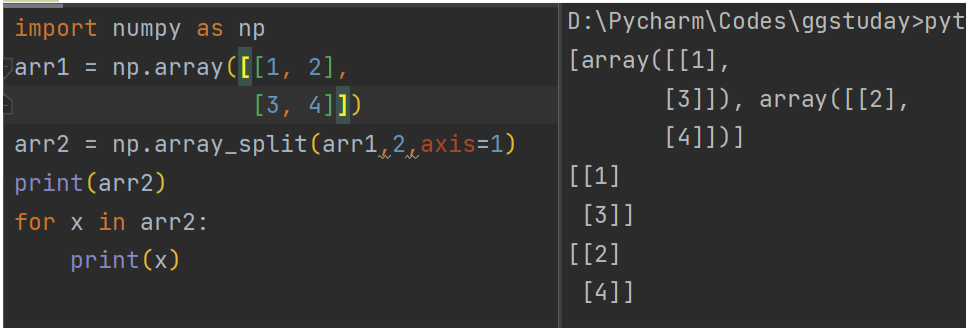 import numpy as np
arr1 = np.array([[1, 2],
                 [3, 4]])
arr2 = np.array_split(arr1,2,axis=1)
print(arr2)
for x in arr2:
    print(x)
D:\Pycharm\Codes\ggstuday>pyt
[array([[1],
       [3]]), array([[2],
       [4]])]
[[1]
 [3]]
[[2]
 [4]]